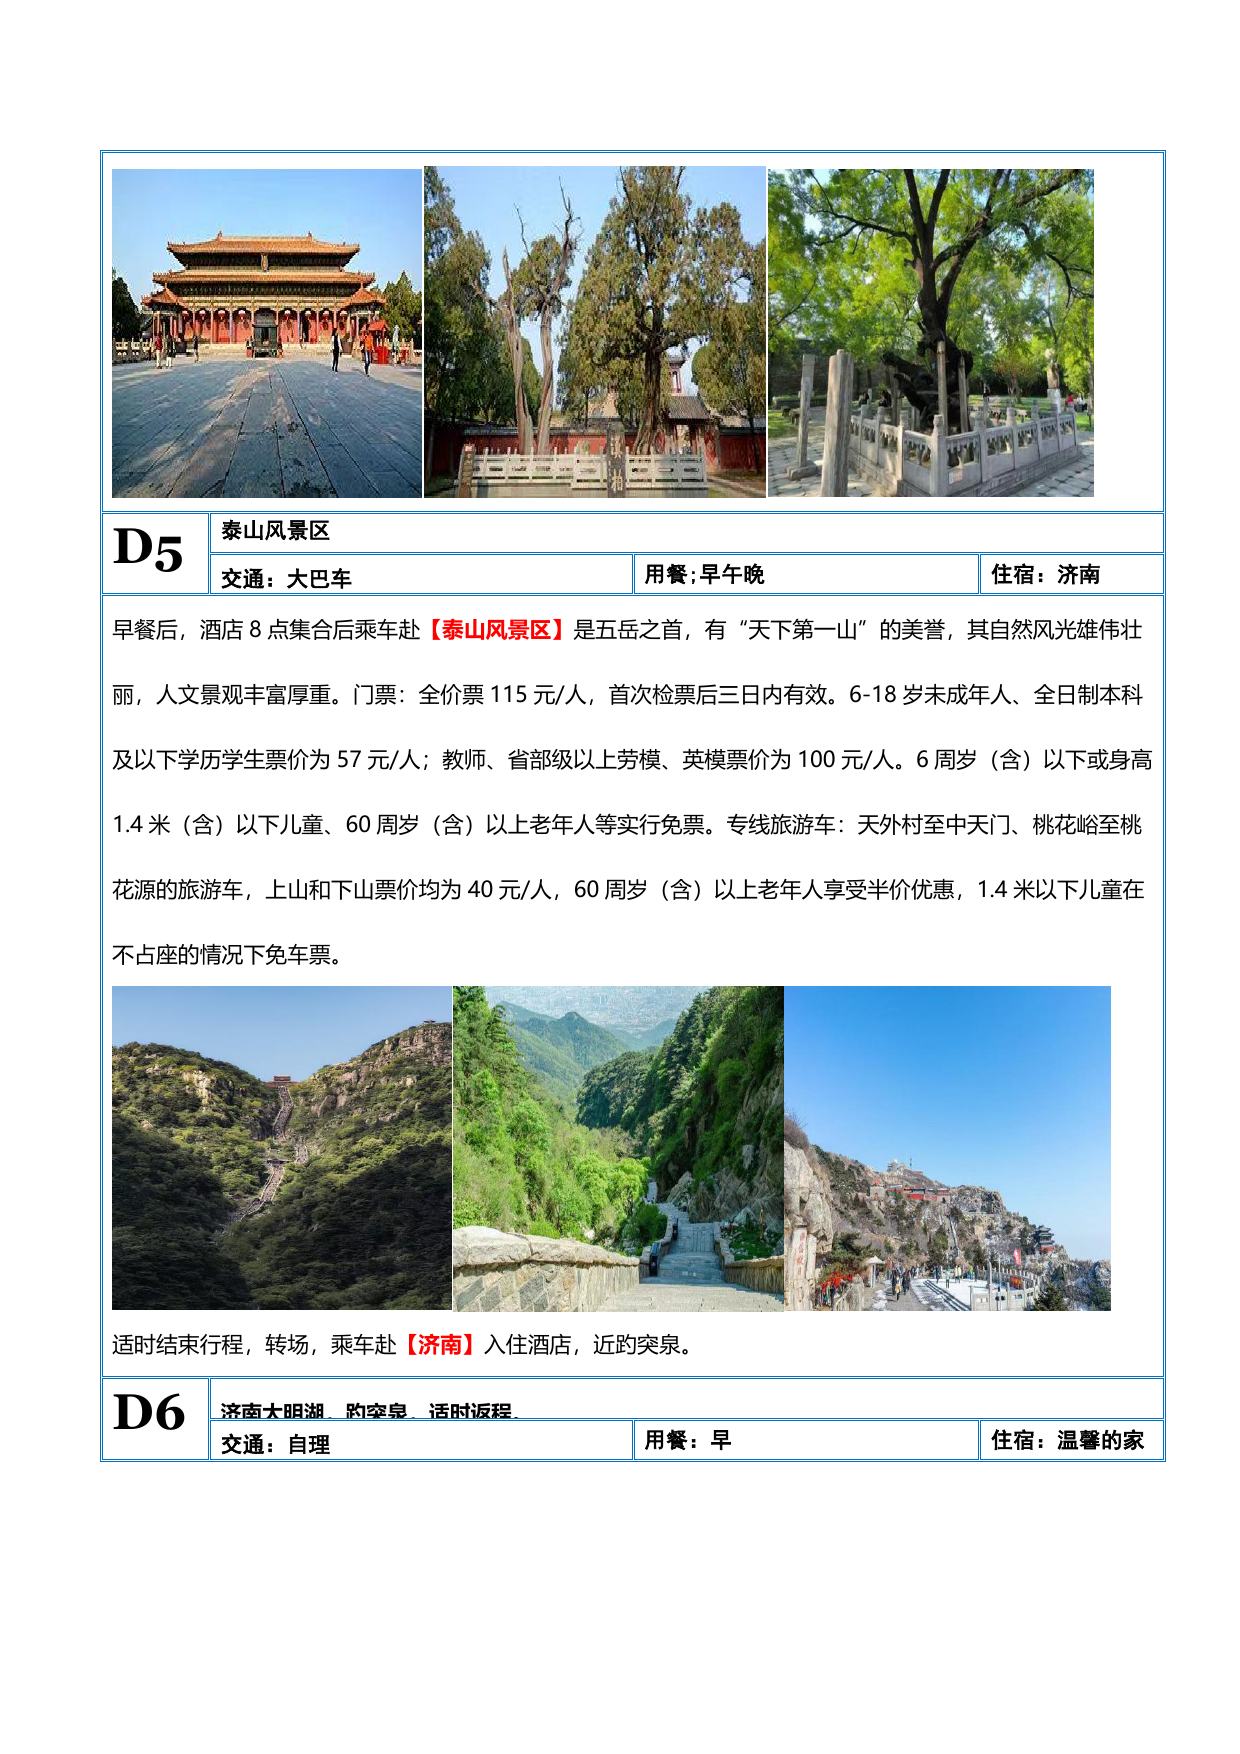 汉柏
D5
泰山风景区
交通：大巴车
用餐;早午晚
住宿：济南
早餐后，酒店 8 点集合后乘车赴【泰山风景区】是五岳之首，有“天下第一山”的美誉，其自然风光雄伟壮
丽，人文景观丰富厚重。门票：全价票 115 元/人，首次检票后三日内有效。6-18 岁未成年人、全日制本科
及以下学历学生票价为 57 元/人；教师、省部级以上劳模、英模票价为 100 元/人。6 周岁（含）以下或身高
1.4 米（含）以下儿童、60 周岁（含）以上老年人等实行免票。专线旅游车：天外村至中天门、桃花峪至桃
花源的旅游车，上山和下山票价均为 40 元/人，60 周岁（含）以上老年人享受半价优惠，1.4 米以下儿童在
不占座的情况下免车票。
适时结束行程，转场，乘车赴【济南】入住酒店，近趵突泉。
D6
济南大明湖，趵突泉，适时返程，
交通：自理
用餐：早
住宿：温馨的家